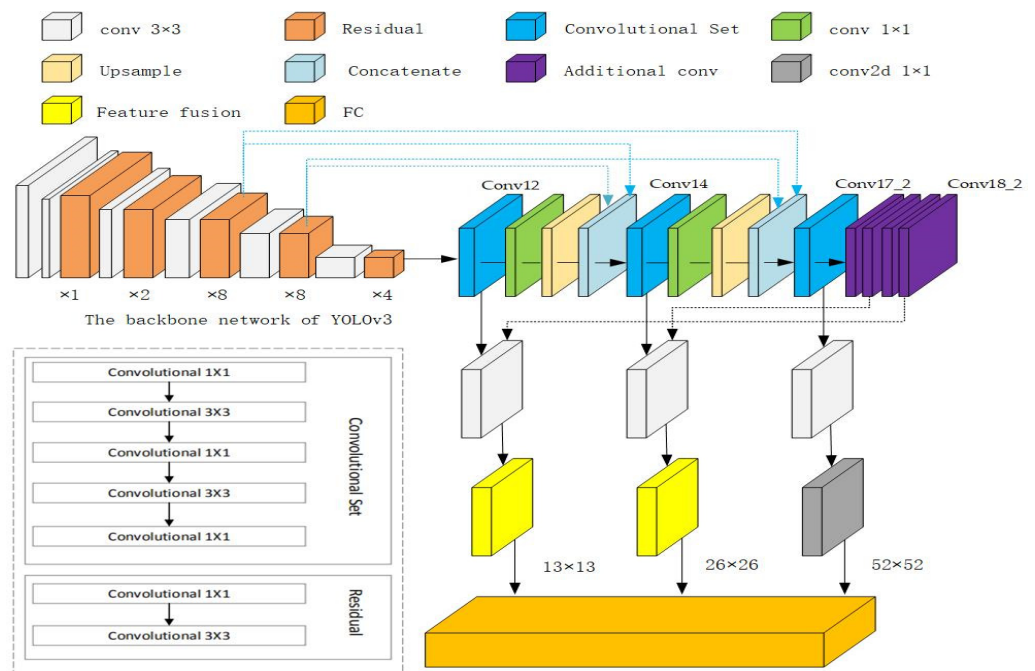 conv 3×3 Residual Convolutional Set conv 1×1
Upsample Concatenate Additional conv conv2d 1×1
Feature fusion FC
Conv12 Conv14 Conv17_2 Conv18_2
×1 ×2 ×8 ×8 ×4
The backbone network of YOLOv3
Convolutional 1X1
Convolutional 3X3
Convolutional 1X1
Convolutional 3X3
Convolutional 1X1
Convolutional Set
Convolutional 1X1
Convolutional 3X3
Residual
13×13 26×26 52×52